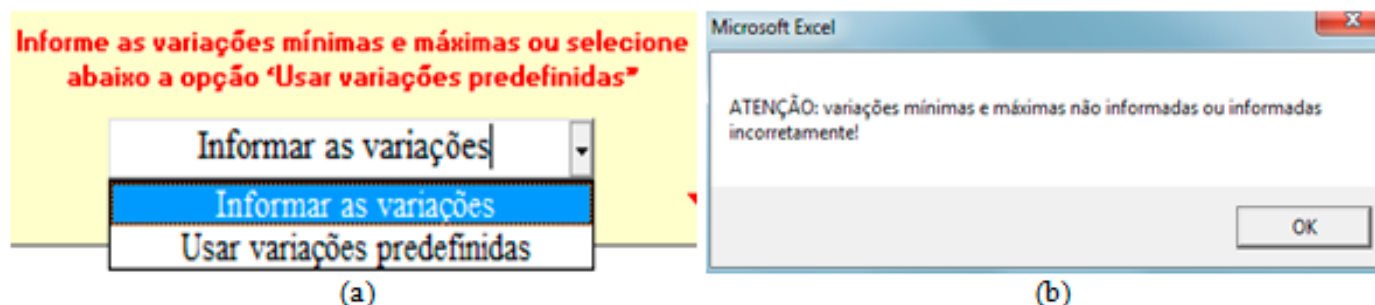 Informe as variações mínimas e máximas ou selecione
abaixo a opção ‘Usar variações predefinidas”
Informar as variações
Informar as variações
Usar variações predefinidas
(a)
Microsoft Excel
ATENÇÃO: variações mínimas e máximas não informadas ou informadas
incorretamente!
OK
(b)